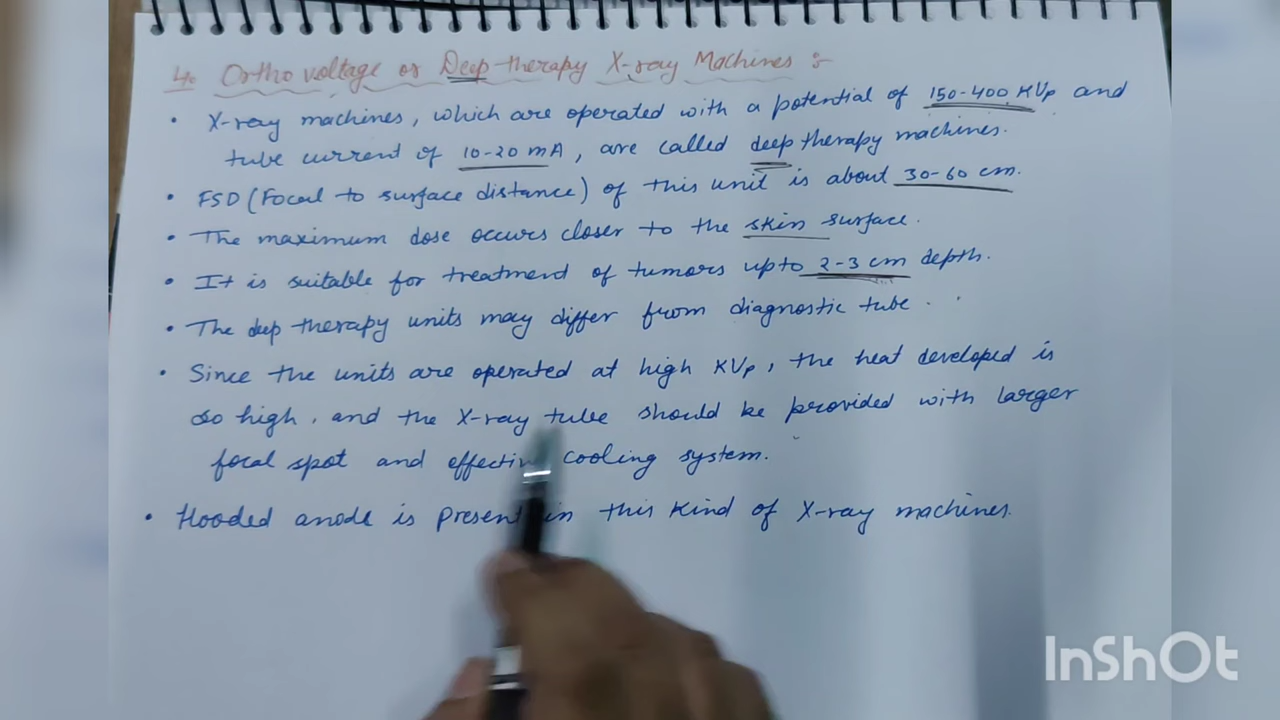 4. Ortho voltage or Deep therapy X-ray Machines :-
• X-ray machines, which are operated with a potential of 150-400 KVp and
tube current of 10-20 mA, are called deep therapy machines.
• FSD (Focal to surface distance) of this unit is about 30-60 cm.
• The maximum dose occurs closer to the skin surface.
• It is suitable for treatment of tumors upto 2-3 cm depth.
• The deep therapy units may differ from diagnostic tube.
• Since the units are operated at high KVp, the heat developed is
so high, and the X-ray tube should be provided with larger
focal spot and effective cooling system.
• Hooded anode is present in this kind of X-ray machines.
InShOt